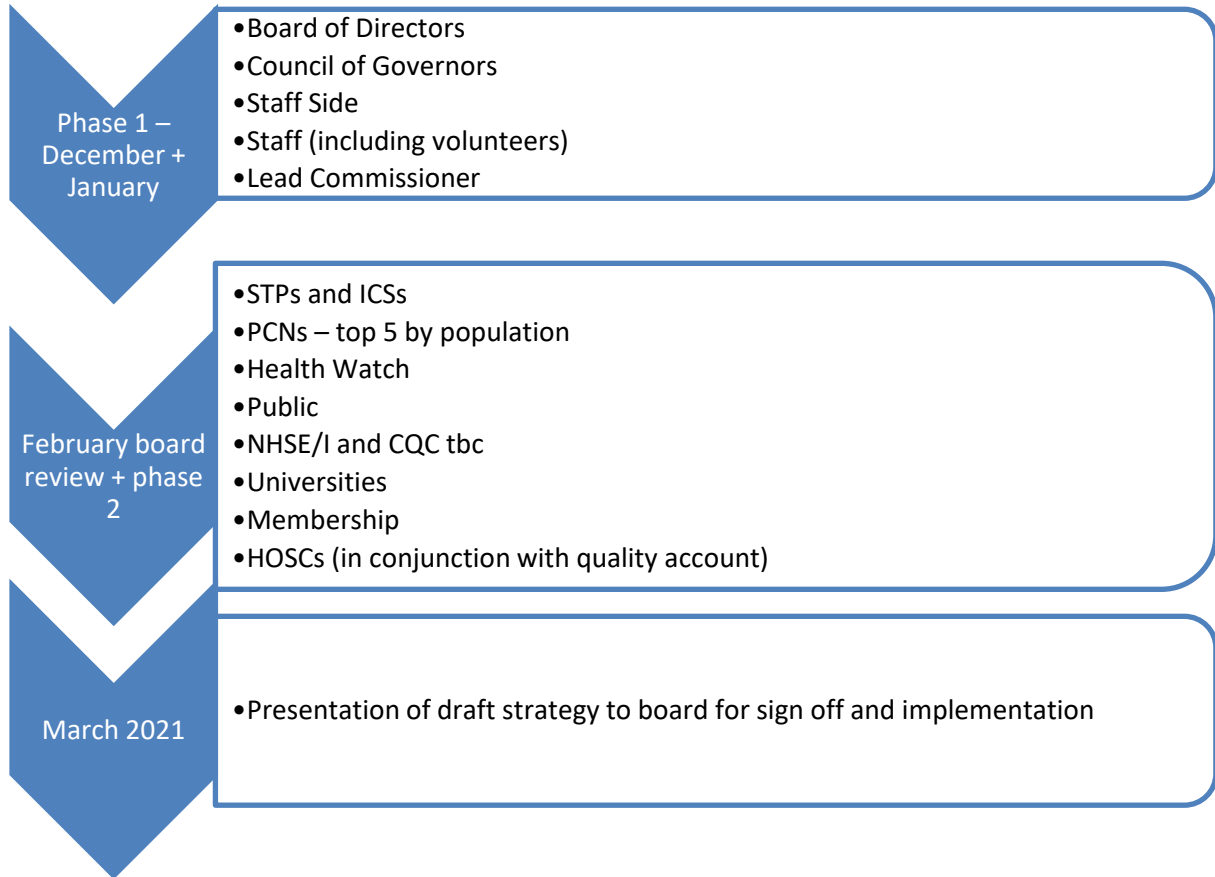 Phase 1 –
December +
January
•Board of Directors
•Council of Governors
•Staff Side
•Staff (including volunteers)
•Lead Commissioner
February board
review + phase
2
•STPs and ICSs
•PCNs – top 5 by population
•Health Watch
•Public
•NHSE/I and CQC tbc
•Universities
•Membership
•HOSCs (in conjunction with quality account)
March 2021
•Presentation of draft strategy to board for sign off and implementation